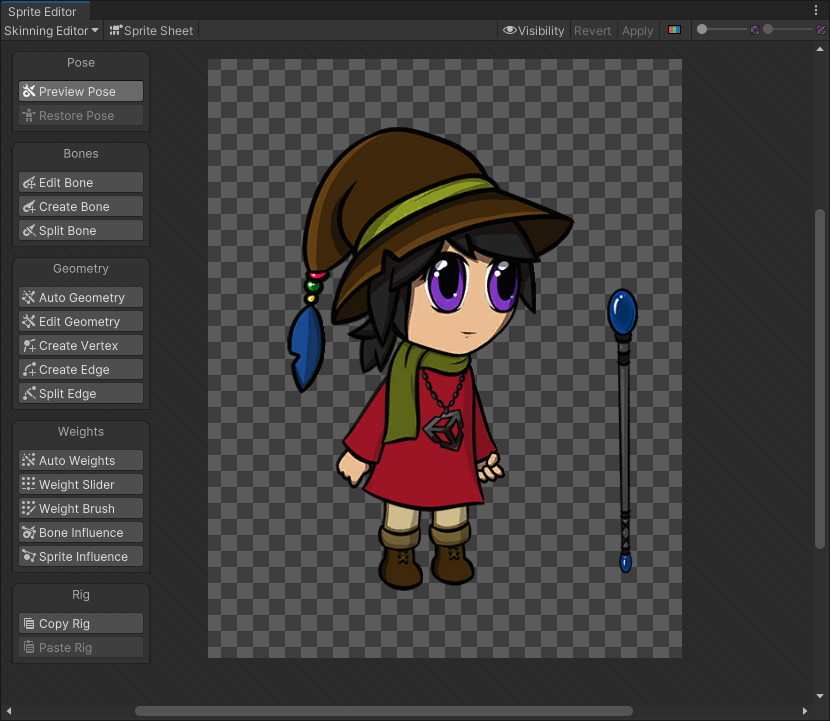 Sprite Editor
Skinning Editor Sprite Sheet Visibility Revert Apply
Pose
Preview Pose
Restore Pose
Bones
Edit Bone
Create Bone
Split Bone
Geometry
Auto Geometry
Edit Geometry
Create Vertex
Create Edge
Split Edge
Weights
Auto Weights
Weight Slider
Weight Brush
Bone Influence
Sprite Influence
Rig
Copy Rig
Paste Rig